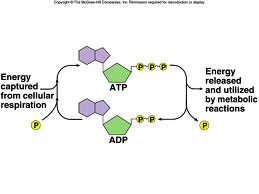 Copyright © The McGraw-Hill Companies, Inc. Permission required for reproduction or display
P P P
ATP
Energy
captured
from cellular
respiration
Energy
released
and utilized
by metabolic
reactions
P
P P
ADP
P